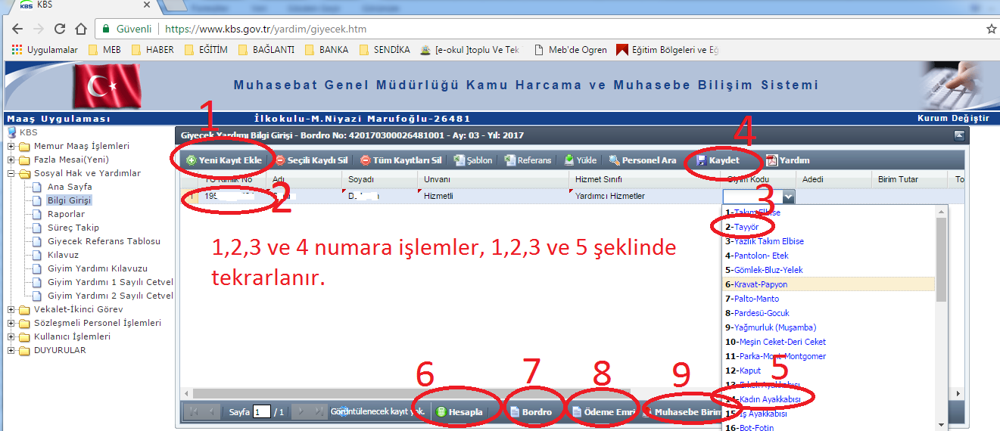 KBS
Güvenli | https://www.kbs.gov.tr/yardim/giyecek.htm
Uygulamalar MEB HABER EĞİTİM BAĞLANTI BANKA SENDİKA [e-okul ]toplu Ve Tek Meb'de Ogren Eğitim Bölgeleri ve Eğ
Muhasebat Genel Müdürlüğü Kamu Harcama ve Muhasebe Bilişim Sistemi
Maaş Uygulaması İlkokulu-M.Niyazi Marufoğlu-26481 Kurum Değiştir
KBS
Memur Maaş İşlemleri
Fazla Mesai(Yeni)
Sosyal Hak ve Yardımlar
Ana Sayfa
Bilgi Girişi
Raporlar
Süreç Takip
Giyecek Referans Tablosu
Kılavuz
Giyim Yardımı Kılavuzu
Giyim Yardımı 1 Sayılı Cetvel
Giyim Yardımı 2 Sayılı Cetvel
Vekalet-İkinci Görev
Sözleşmeli Personel İşlemleri
Kullanıcı İşlemleri
DUYURULAR
1
4
Giyecek Yardımı Bilgi Girişi - Bordro No: 420170300026481001 - Ay: 03 - Yıl: 2017
Yeni Kayıt Ekle Seçili Kaydı Sil Tüm Kayıtları Sil Şablon Referans Yükle Personel Ara Kaydet Yardım
TC Kimlik No Adı Soyadı Unvanı Hizmet Sınıfı Giyim Kodu Adedi Birim Tutar To
1 195 Hizmetli Yardımcı Hizmetler
2
3
1-Takım Elbise
2-Tayyör
3-Yazlık Takım Elbise
4-Pantolon- Etek
5-Gömlek-Bluz-Yelek
6-Kravat-Papyon
7-Palto-Manto
8-Pardesü-Gocuk
9-Yağmurluk (Muşamba)
10-Meşin Ceket-Deri Ceket
11-Parka-Mont-Montgomer
12-Kaput
13-Erkek Ayakkabısı
14-Kadın Ayakkabısı
15-İş Ayakkabısı
16-Bot-Fotin
1,2,3 ve 4 numara işlemler, 1,2,3 ve 5 şeklinde
tekrarlanır.
6 7 8 9 5
Sayfa 1 / 1 Görüntülenecek kayıt yok. Hesapla Bordro Ödeme Emri Muhasebe Birim